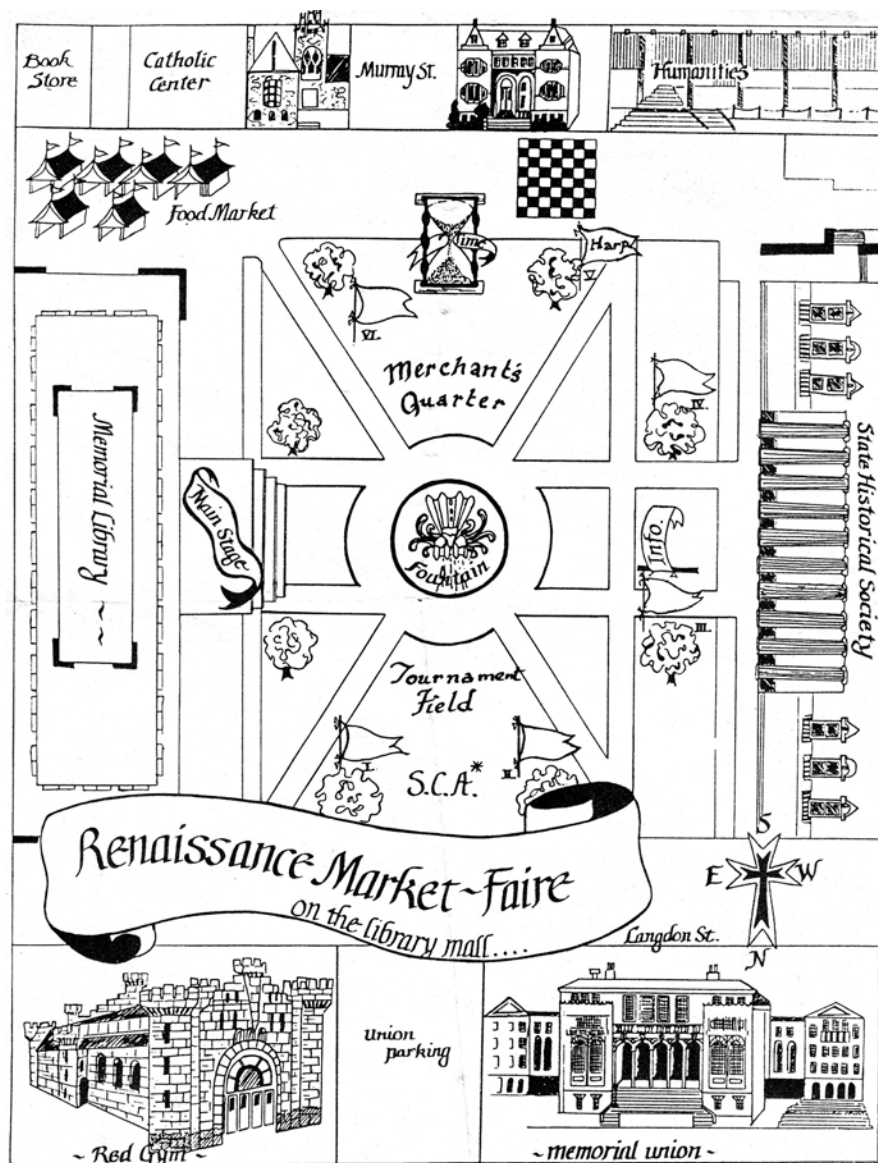 Book
Store
Catholic
Center
Murray St.
Humanities
Food Market
Time
Harp
V.
VI.
Merchant's
Quarter
IV.
Memorial Library ~ ~
Main Stage
Fountain
Info.
State Historical Society
III.
Tournament
Field
I.
II.
S.C.A.*
Renaissance Market~Faire
on the library mall....
S
E
W
N
Langdon St.
union
parking
~ Red Gym ~
~ memorial union ~